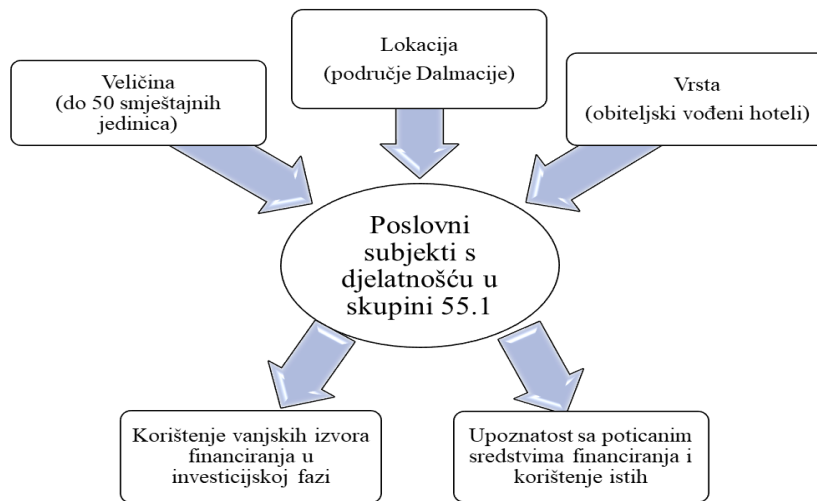 Veličina
(do 50 smještajnih
jedinica)
Lokacija
(područje Dalmacije)
Vrsta
(obiteljski vođeni hoteli)
Poslovni
subjekti s
djelatnošću u
skupini 55.1
Korištenje vanjskih izvora
financiranja u
investicijskoj fazi
Upoznatost sa poticanim
sredstvima financiranja i
korištenje istih